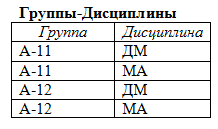 Группы-Дисциплины
Группа Дисциплина
А-11 ДМ
А-11 МА
А-12 ДМ
А-12 МА